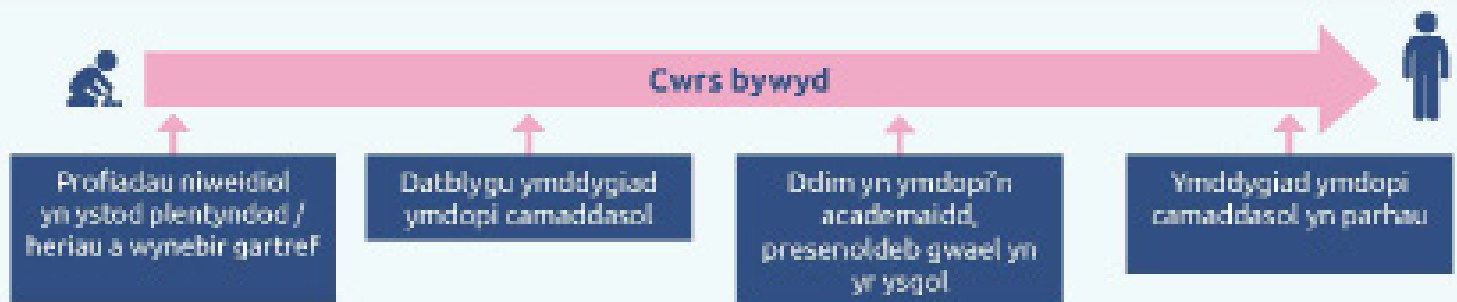 Cwrs bywyd
Profiadau niweidiol
yn ystod plentyndod /
heriau a wynebir gartref
Datblygu ymddygiad
ymdopi camaddasol
Ddim yn ymdopi'n
academaidd,
presenoldeb gwael yn
yr ysgol
Ymddygiad ymdopi
camaddasol yn parhau